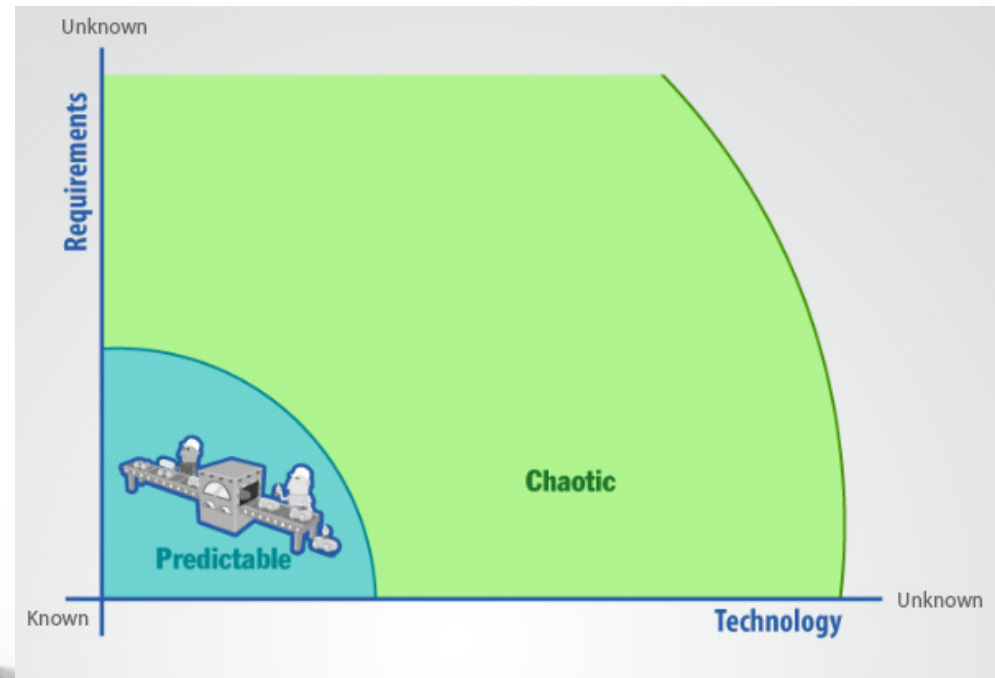 Unknown
Requirements
Chaotic
Predictable
Known
Technology
Unknown